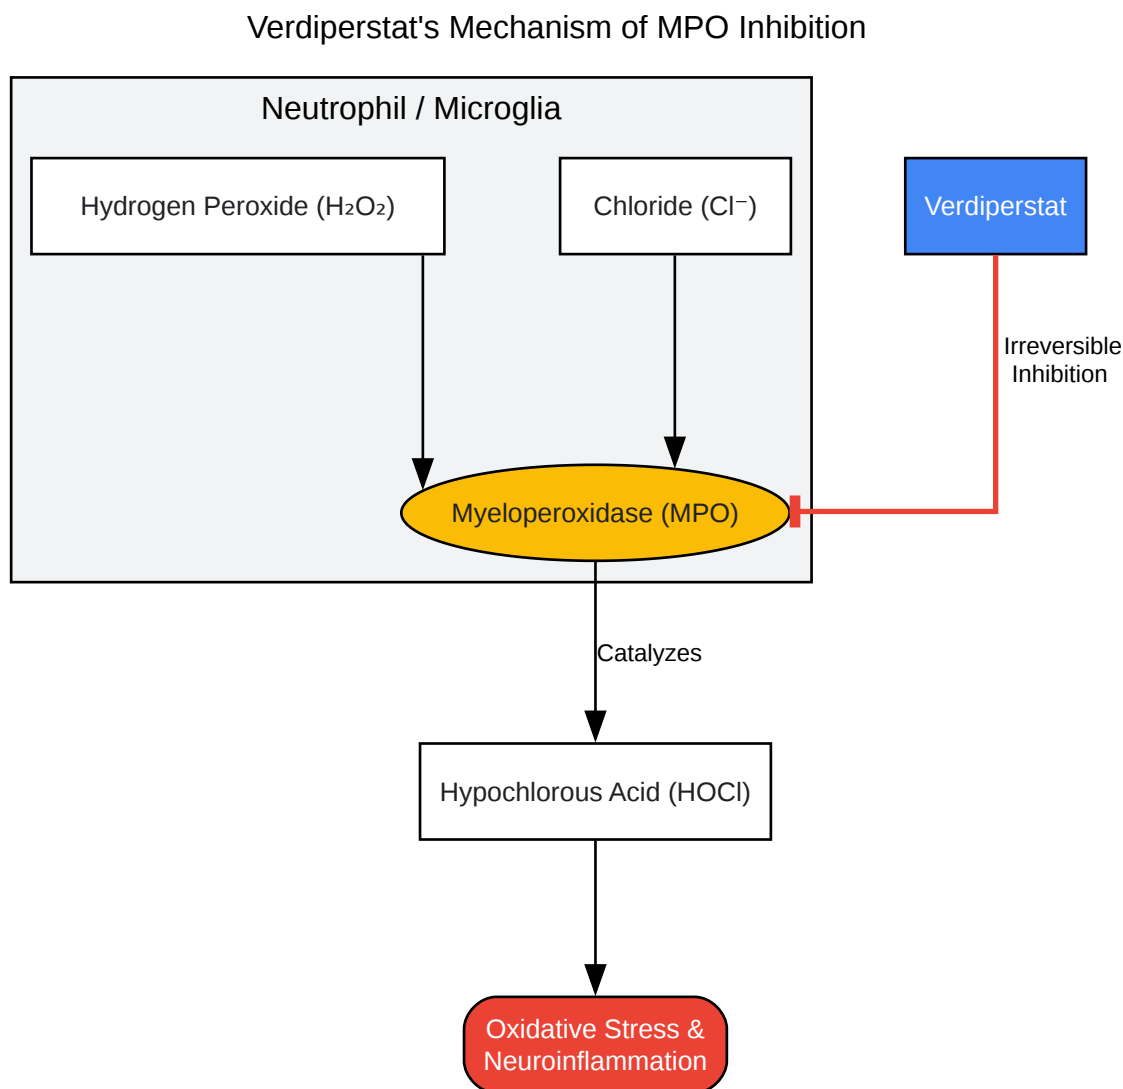 Verdiperstat's Mechanism of MPO Inhibition
Neutrophil / Microglia
Hydrogen Peroxide (H₂O₂)
Chloride (Cl⁻)
Verdiperstat
Irreversible
Inhibition
Myeloperoxidase (MPO)
Catalyzes
Hypochlorous Acid (HOCl)
Oxidative Stress &
Neuroinflammation